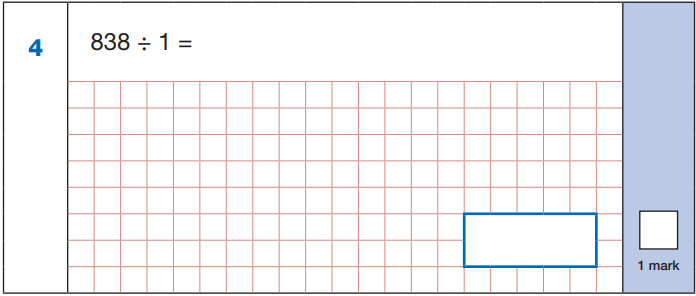 4
838 ÷ 1 =
1 mark